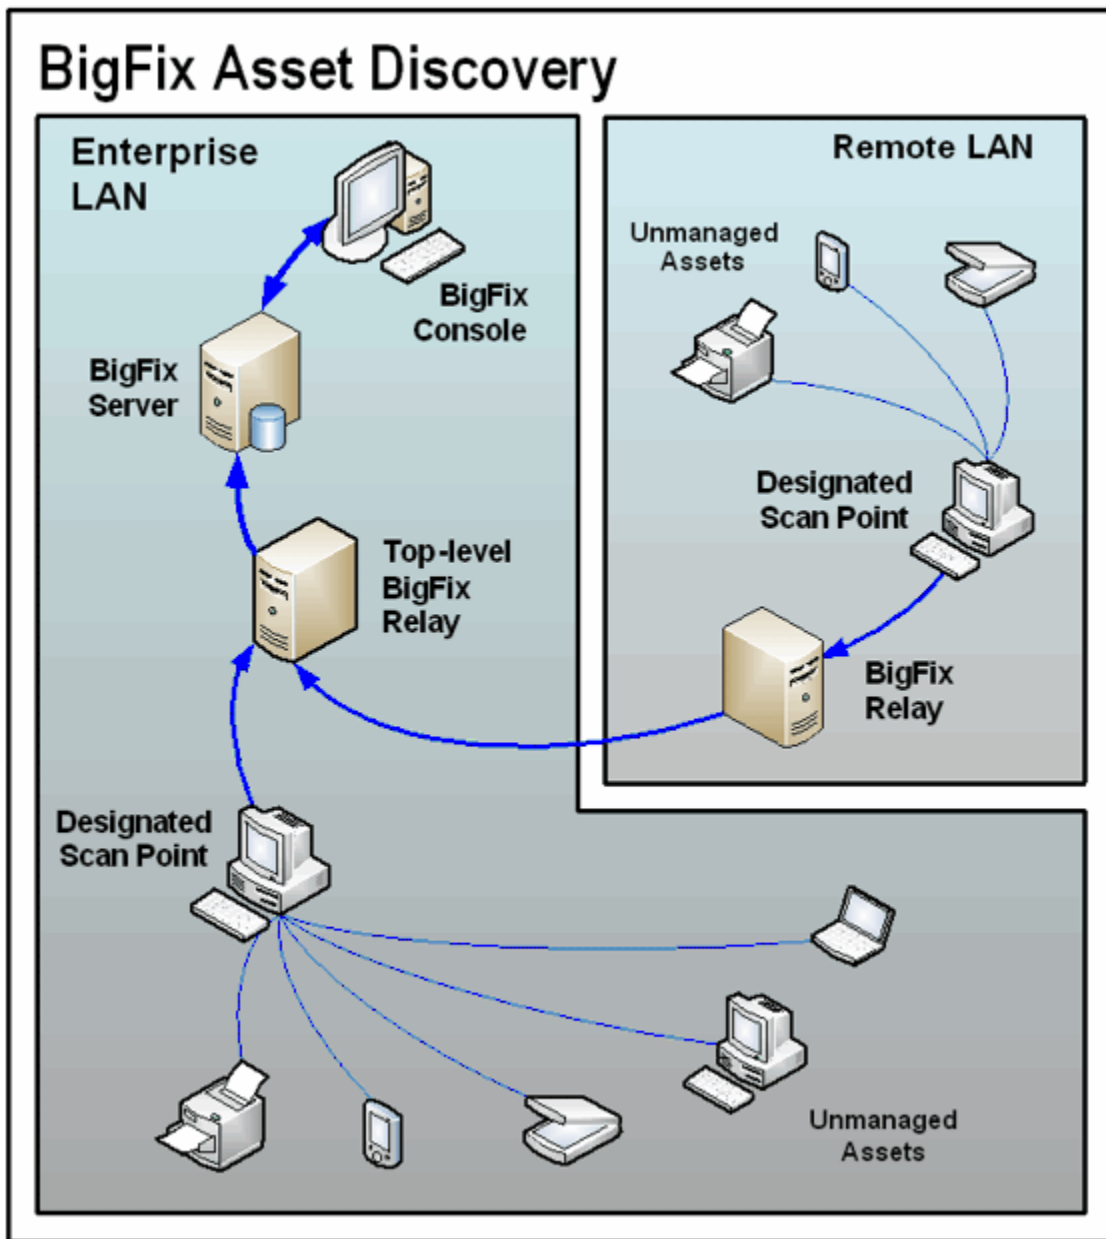 BigFix Asset Discovery
Enterprise
LAN
BigFix
Console
BigFix
Server
Top-level
BigFix
Relay
Designated
Scan Point
Unmanaged
Assets
Remote LAN
Unmanaged
Assets
Designated
Scan Point
BigFix
Relay